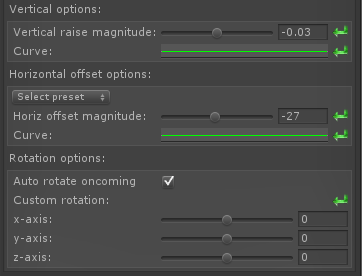 Vertical options:
Vertical raise magnitude: -0.03
Curve:
Horizontal offset options:
Select preset
Horiz offset magnitude: -27
Curve:
Rotation options:
Auto rotate oncoming
Custom rotation:
x-axis: 0
y-axis: 0
z-axis: 0